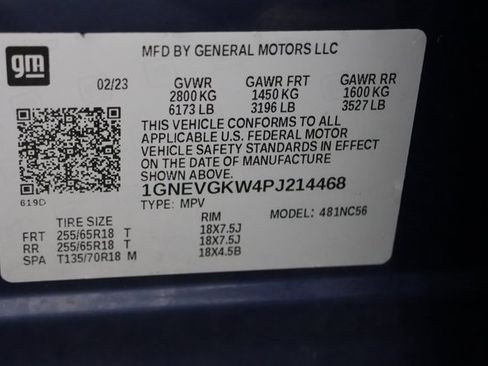 gm
MFD BY GENERAL MOTORS LLC
02/23 GVWR GAWR FRT GAWR RR
2800 KG 1450 KG 1600 KG
6173 LB 3196 LB 3527 LB
THIS VEHICLE CONFORMS TO ALL
APPLICABLE U.S. FEDERAL MOTOR
VEHICLE SAFETY STANDARDS IN EFFECT
ON THE DATE OF MANUFACTURE
SHOWN ABOVE.
1GNEVGKW4PJ214468
619D
TYPE: MPV
MODEL: 481NC56
TIRE SIZE RIM
FRT 255/65R18 T 18X7.5J
RR 255/65R18 T 18X7.5J
SPA T135/70R18 M 18X4.5B